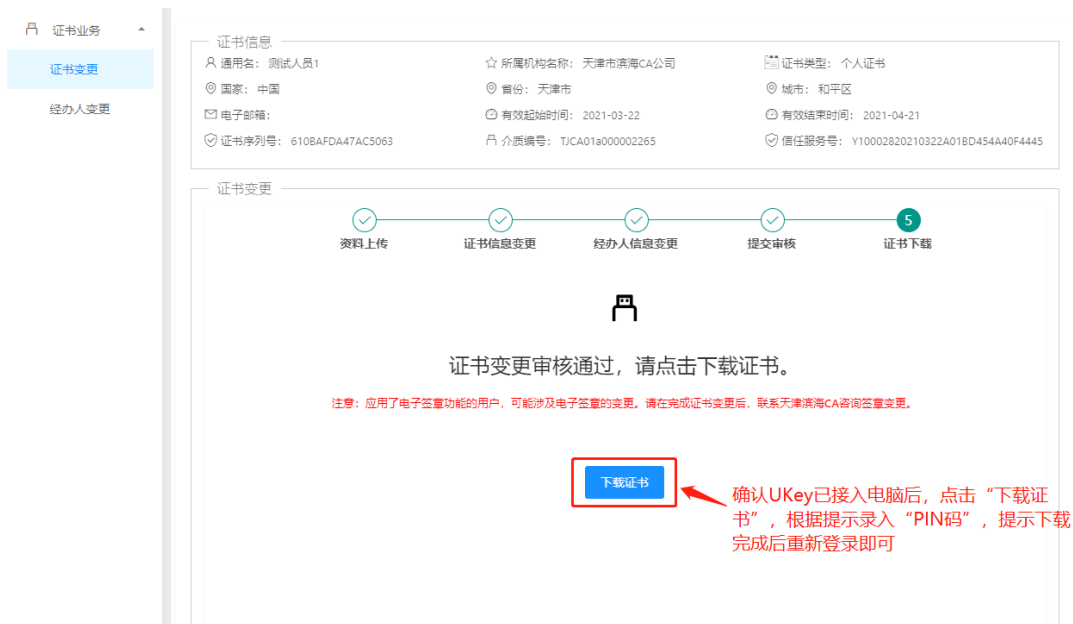 证书业务
证书变更
经办人变更
证书信息
通用名： 测试人员1
所属机构名称： 天津市滨海CA公司
证书类型： 个人证书
国家： 中国
省份： 天津市
城市： 和平区
电子邮箱：
有效起始时间： 2021-03-22
有效结束时间： 2021-04-21
证书序列号： 610BAFDA47AC5063
介质编号： TJCA01a000002265
信任服务号： Y10002820210322A01BD454A40F4445
证书变更
5
资料上传
证书信息变更
经办人信息变更
提交审核
证书下载
证书变更审核通过，请点击下载证书。
注意：应用了电子签章功能的用户，可能涉及电子签章的变更。请在完成证书变更后，联系天津滨海CA咨询签章变更。
下载证书
确认UKey已接入电脑后，点击“下载证
书”，根据提示录入“PIN码”，提示下载
完成后重新登录即可